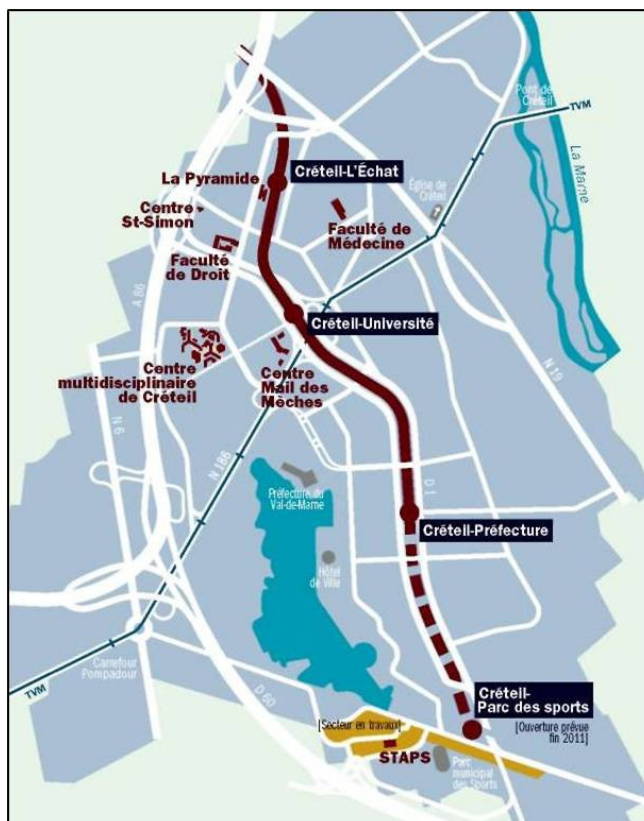 Pont de
Créteil
TVM
La Marne
Créteil-L'Échat
La Pyramide
Église de
Créteil
Centre
St-Simon
Faculté de
Médecine
Faculté
de Droit
A 86
Créteil-Université
Centre
multidisciplinaire
de Créteil
Centre
Mail des
Mèches
N 19
N 6
N 186
D 1
Préfecture du
Val-de-Marne
Créteil-Préfecture
Hôtel
de Ville
Carrefour
Pompadour
TVM
D 60
Créteil-
Parc des sports
[Secteur en travaux]
[Ouverture prévue
fin 2011]
STAPS
Parc
municipal
des Sports